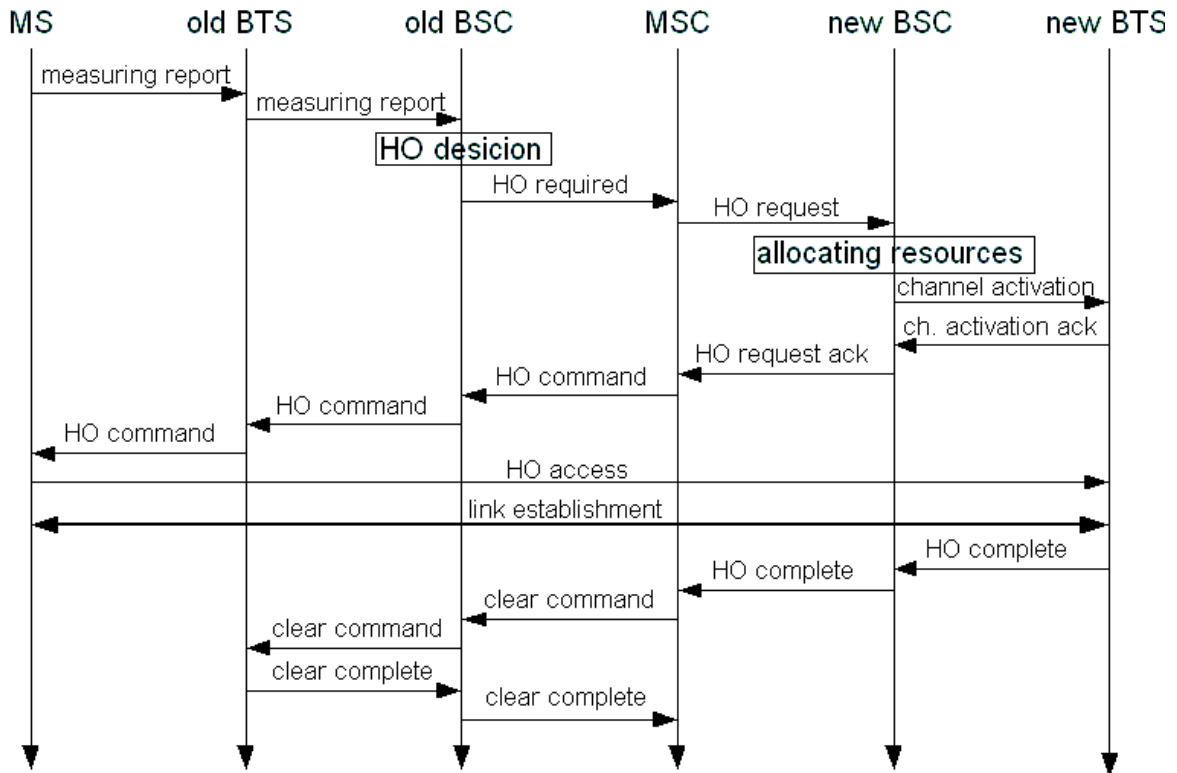 MS old BTS old BSC MSC new BSC new BTS
measuring report
measuring report
HO desicion
HO required
HO request
allocating resources
channel activation
ch. activation ack
HO request ack
HO command
HO command
HO command
HO access
link establishment
HO complete
HO complete
clear command
clear command
clear complete
clear complete